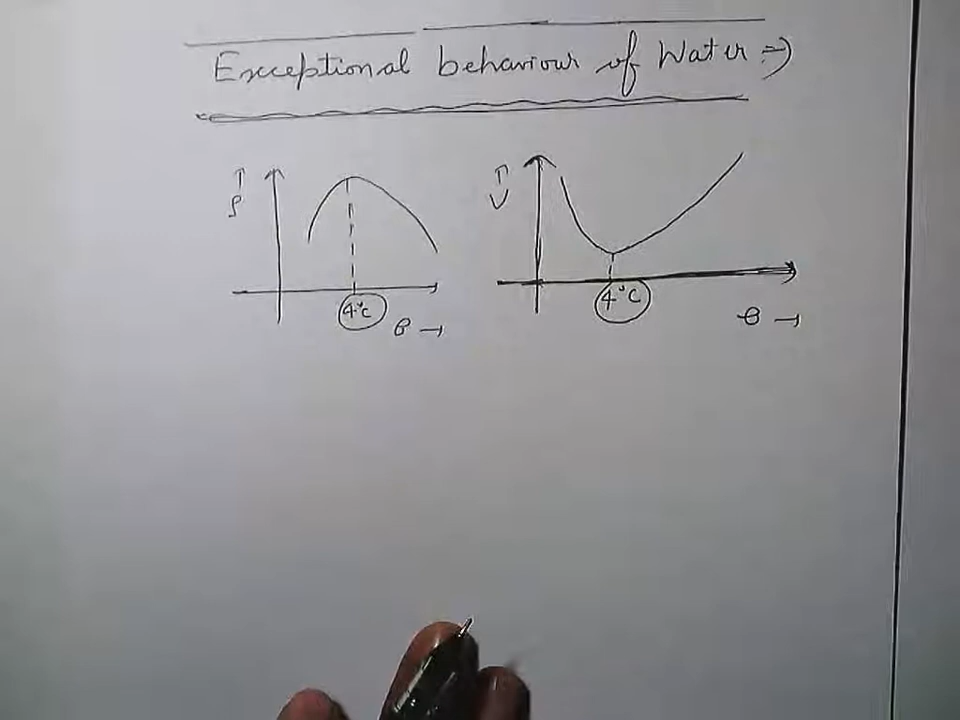 Exceptional behaviour of Water :-)
↑ ρ
4°C
θ →
↑ V
4°C
θ →